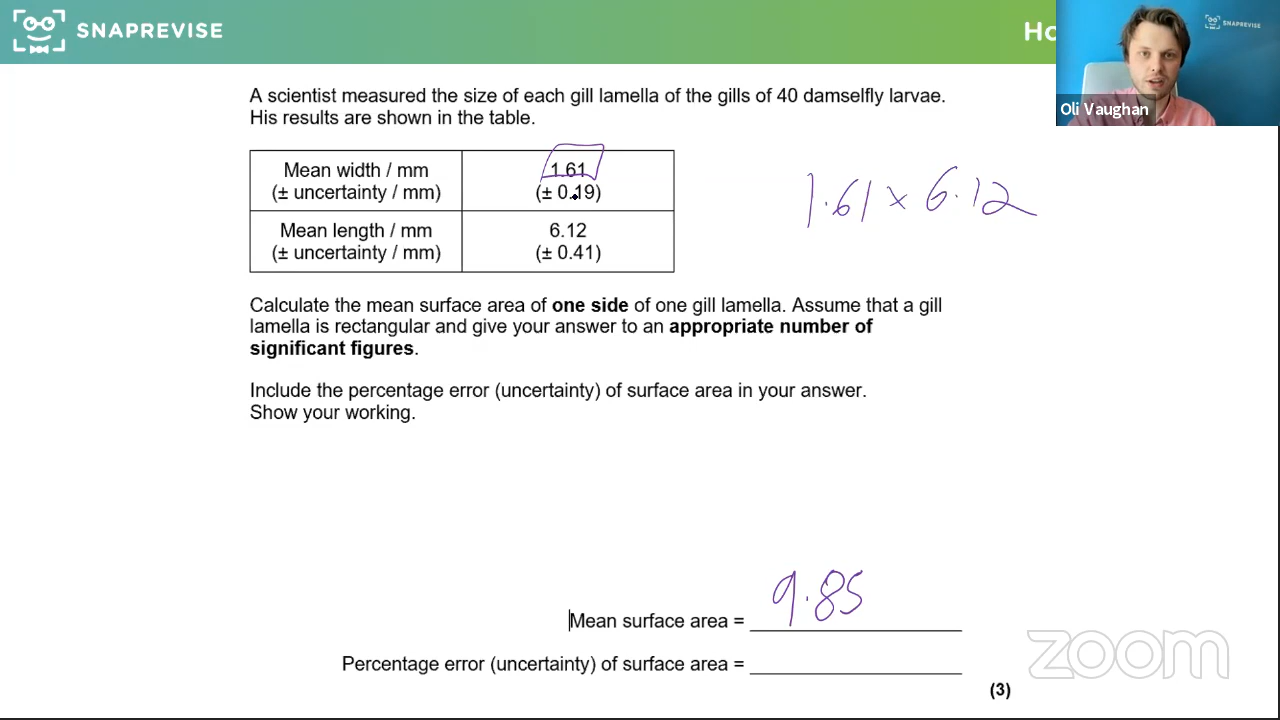 SNAPREVISE
Ho
SNAPREVISE
Oli Vaughan
A scientist measured the size of each gill lamella of the gills of 40 damselfly larvae.
His results are shown in the table.
Mean width / mm
(± uncertainty / mm)
1.61
(± 0.19)
Mean length / mm
(± uncertainty / mm)
6.12
(± 0.41)
1.61 × 6.12
Calculate the mean surface area of one side of one gill lamella. Assume that a gill
lamella is rectangular and give your answer to an appropriate number of
significant figures.
Include the percentage error (uncertainty) of surface area in your answer.
Show your working.
Mean surface area = 9.85
Percentage error (uncertainty) of surface area =
(3)
zoom